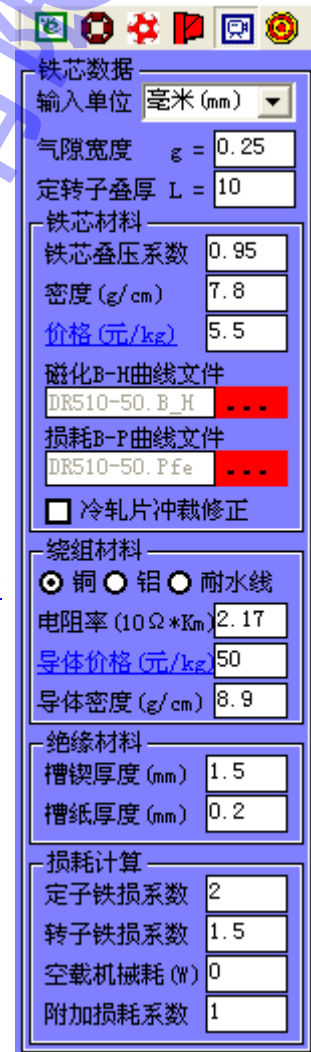 铁芯数据
输入单位 毫米(mm)
气隙宽度 g = 0.25
定转子叠厚 L = 10
铁芯材料
铁芯叠压系数 0.95
密度(g/cm) 7.8
价格(元/kg) 5.5
磁化B-H曲线文件
DR510-50.B_H ...
损耗B-P曲线文件
DR510-50.Pfe ...
冷轧片冲裁修正
绕组材料
铜 铝 耐水线
电阻率(10Ω*Km) 2.17
导体价格(元/kg) 50
导体密度(g/cm) 8.9
绝缘材料
槽锲厚度(mm) 1.5
槽纸厚度(mm) 0.2
损耗计算
定子铁损系数 2
转子铁损系数 1.5
空载机械耗(W) 0
附加损耗系数 1